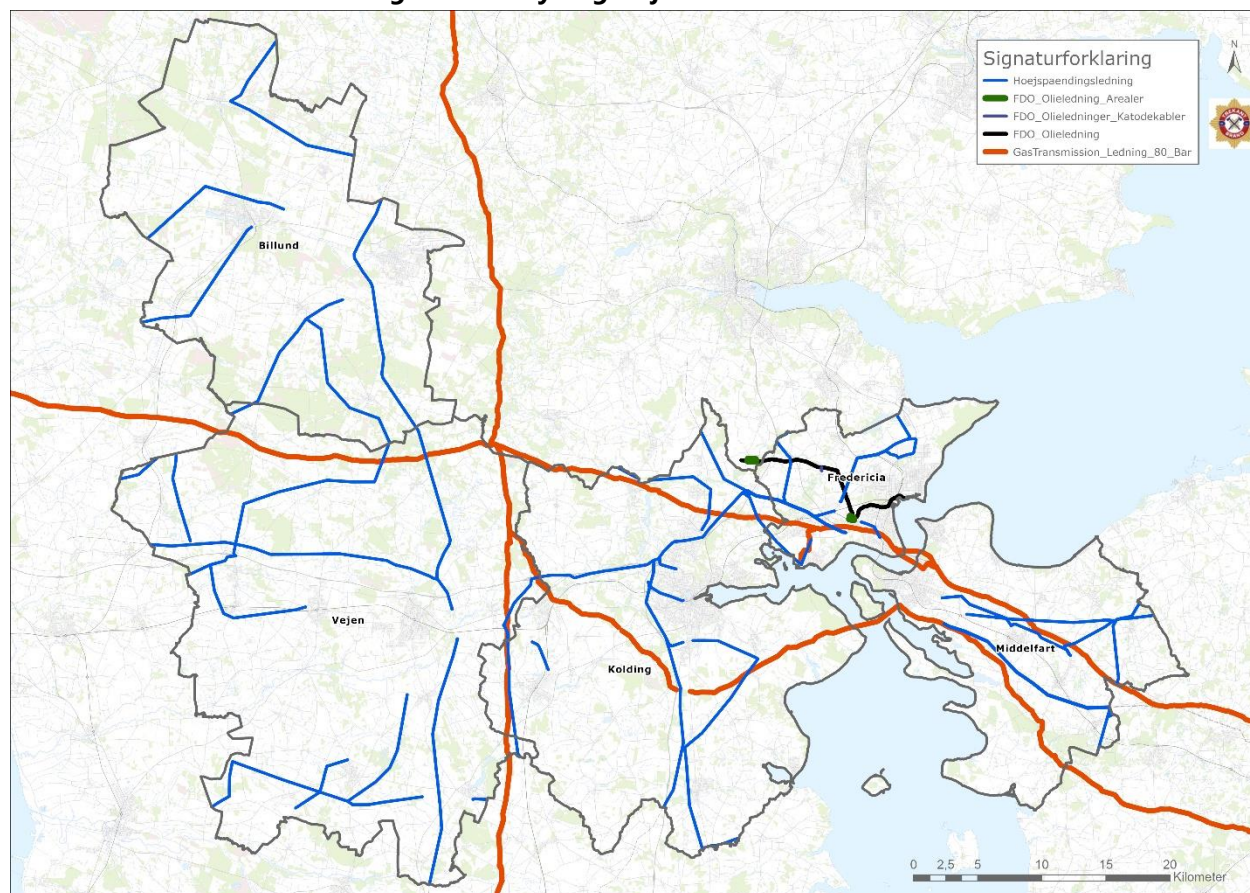 Signaturforklaring
Hoejspaendingsledning
FDO_Olieledning_Arealer
FDO_Olieledninger_Katodekabler
FDO_Olieledning
GasTransmission_Ledning_80_Bar
N
Billund
Fredericia
Vejen
Kolding
Middelfart
0 2,5 5 10 15 20
Kilometer